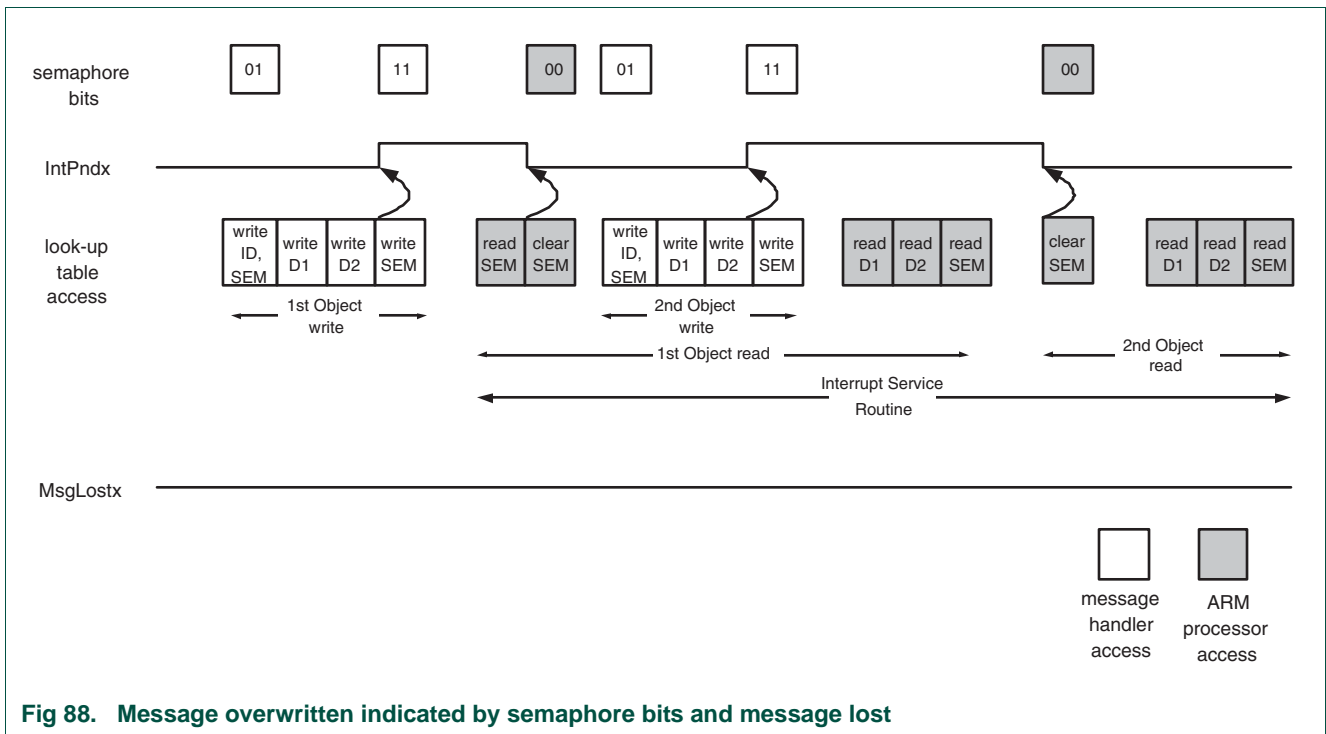 semaphore
bits
01
11
00
01
11
00
IntPndx
look-up
table
access
write
ID,
SEM
write
D1
write
D2
write
SEM
read
SEM
clear
SEM
write
ID,
SEM
write
D1
write
D2
write
SEM
read
D1
read
D2
read
SEM
clear
SEM
read
D1
read
D2
read
SEM
1st Object
write
2nd Object
write
1st Object read
2nd Object
read
Interrupt Service
Routine
MsgLostx
message
handler
access
ARM
processor
access
Fig 88. Message overwritten indicated by semaphore bits and message lost